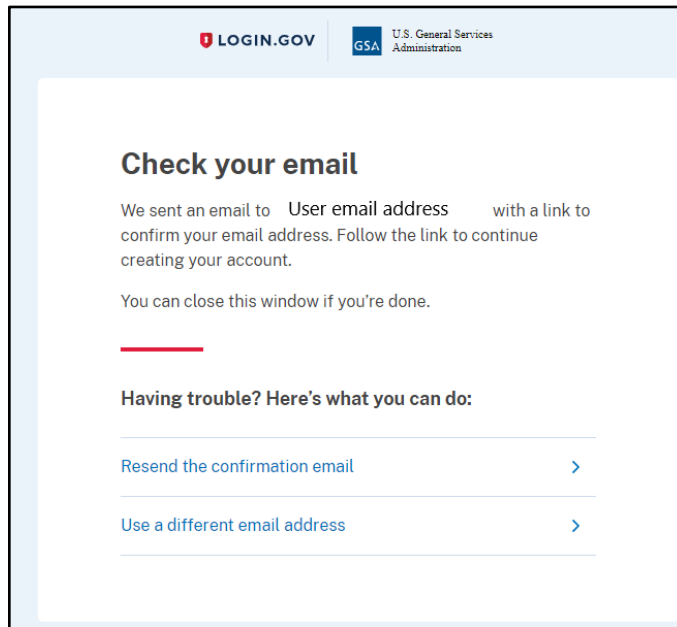 LOGIN.GOV
GSA
U.S. General Services
Administration
Check your email
We sent an email to User email address with a link to
confirm your email address. Follow the link to continue
creating your account.
You can close this window if you're done.
Having trouble? Here's what you can do:
Resend the confirmation email
Use a different email address